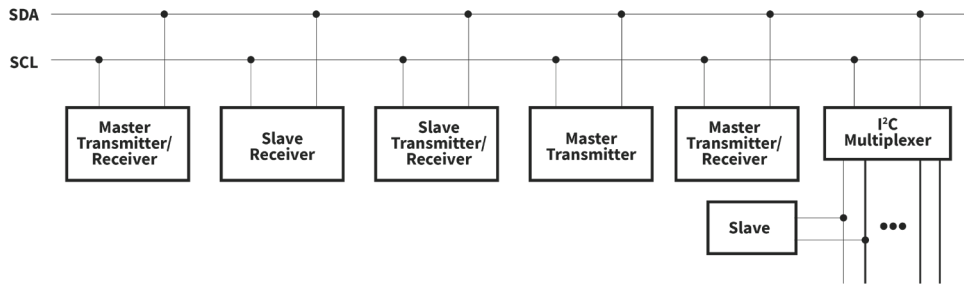 SDA
SCL
Master
Transmitter/
Receiver
Slave
Receiver
Slave
Transmitter/
Receiver
Master
Transmitter
Master
Transmitter/
Receiver
I²C
Multiplexer
Slave